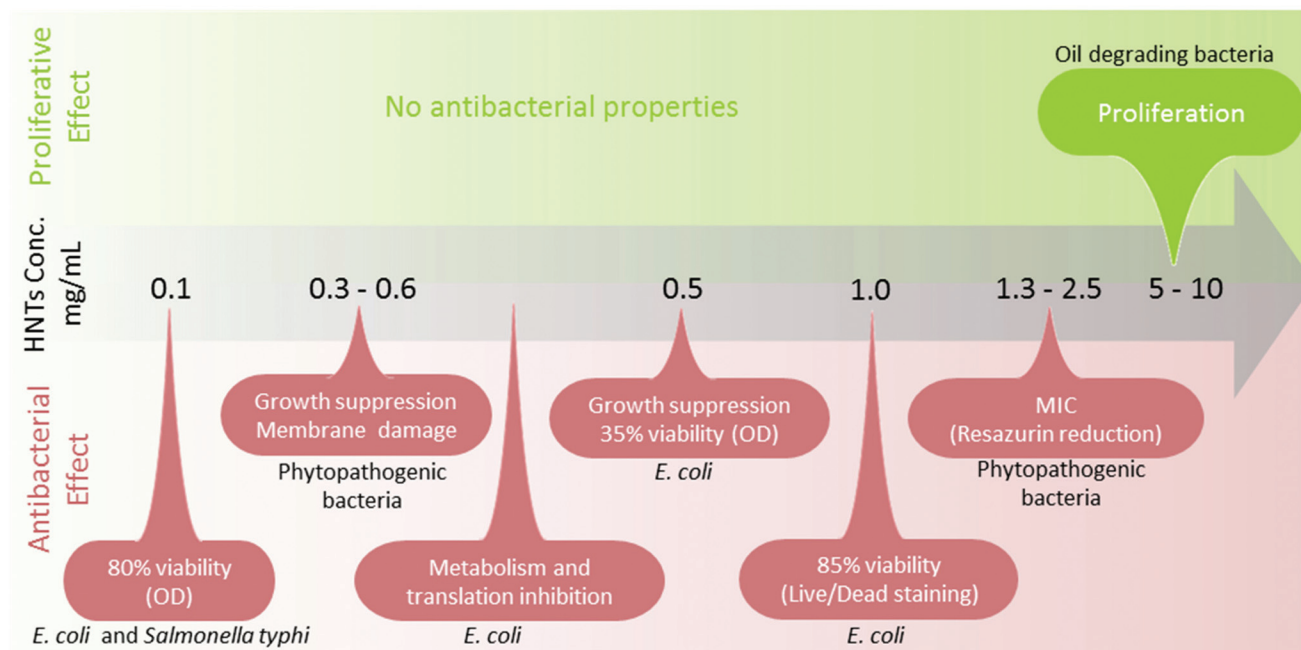 Proliferative
Effect
Oil degrading bacteria
Proliferation
No antibacterial properties
HNTs Conc.
mg/mL
0.1
0.3 - 0.6
0.5
1.0
1.3 - 2.5
5 - 10
Antibacterial
Effect
Growth suppression
Membrane damage
Phytopathogenic
bacteria
Growth suppression
35% viability (OD)
E. coli
MIC
(Resazurin reduction)
Phytopathogenic
bacteria
80% viability
(OD)
E. coli and Salmonella typhi
Metabolism and
translation inhibition
E. coli
85% viability
(Live/Dead staining)
E. coli